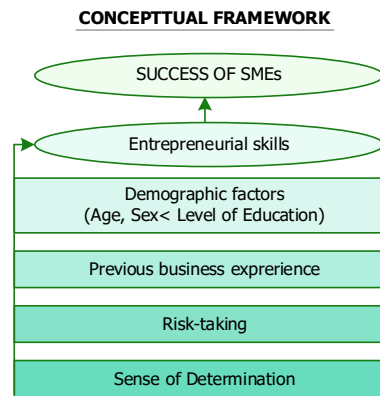 CONCEPTTUAL FRAMEWORK
SUCCESS OF SMEs
Entrepreneurial skills
Demographic factors
(Age, Sex< Level of Education)
Previous business exprerience
Risk-taking
Sense of Determination